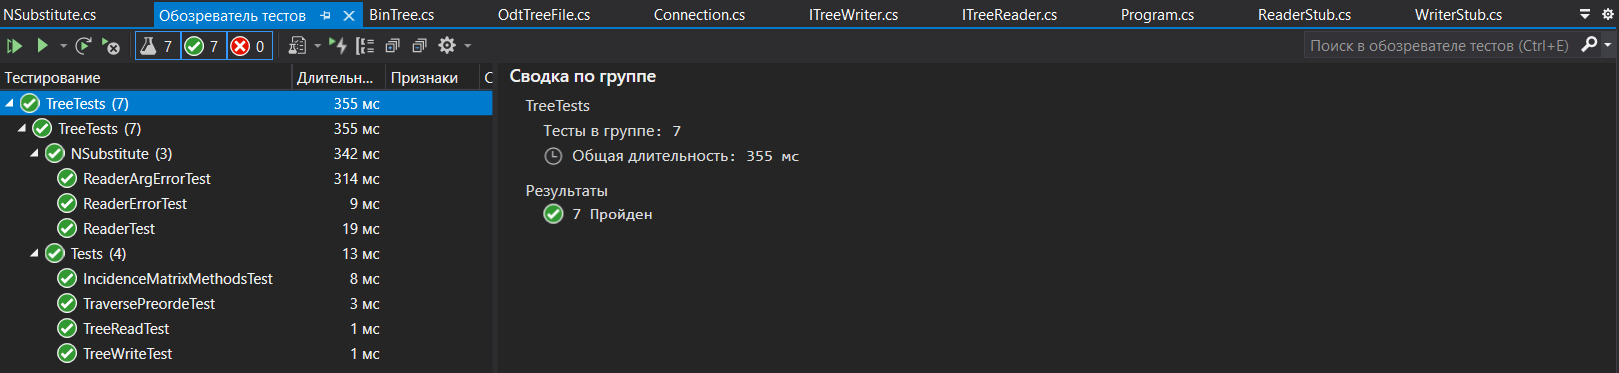 NSubstitute.cs Обозреватель тестов BinTree.cs OdtTreeFile.cs Connection.cs ITreeWriter.cs ITreeReader.cs Program.cs ReaderStub.cs WriterStub.cs
7 7 0 Поиск в обозревателе тестов (Ctrl+E)
Тестирование Длительн... Признаки С
TreeTests (7) 355 мс
TreeTests (7) 355 мс
NSubstitute (3) 342 мс
ReaderArgErrorTest 314 мс
ReaderErrorTest 9 мс
ReaderTest 19 мс
Tests (4) 13 мс
IncidenceMatrixMethodsTest 8 мс
TraversePreordeTest 3 мс
TreeReadTest 1 мс
TreeWriteTest 1 мс
Сводка по группе
TreeTests
Тесты в группе: 7
Общая длительность: 355 мс
Результаты
7 Пройден